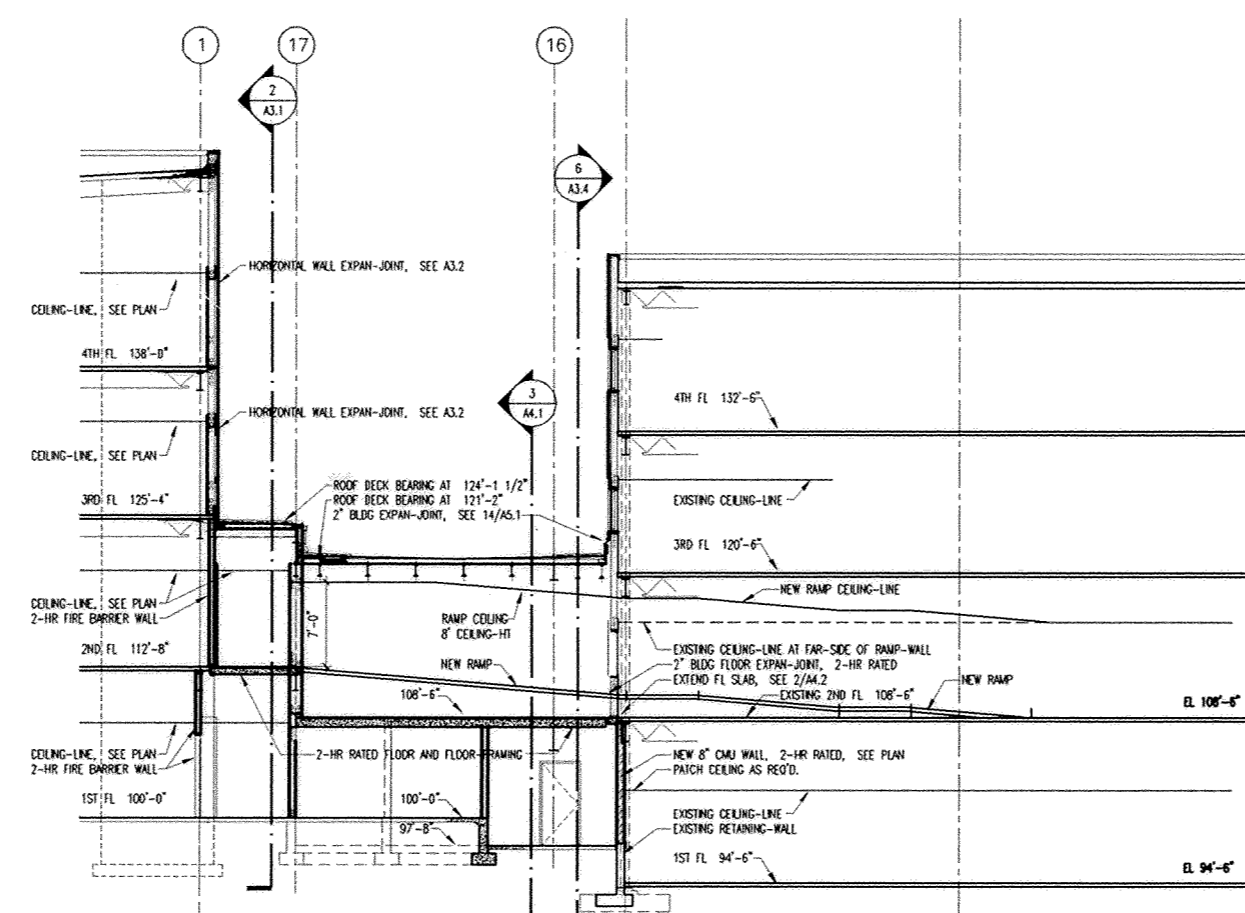 1
17
16
2
A3.1
6
A3.4
HORIZONTAL WALL EXPAN-JOINT, SEE A3.2
CEILING-LINE, SEE PLAN
4TH FL 138'-0"
3
A4.1
4TH FL 132'-6"
HORIZONTAL WALL EXPAN-JOINT, SEE A3.2
CEILING-LINE, SEE PLAN
ROOF DECK BEARING AT 124'-1 1/2"
3RD FL 125'-4"
ROOF DECK BEARING AT 121'-2"
EXISTING CEILING-LINE
2" BLDG EXPAN-JOINT, SEE 14/A5.1
3RD FL 120'-6"
NEW RAMP CEILING-LINE
CEILING-LINE, SEE PLAN
2-HR FIRE BARRIER WALL
7'-0"
RAMP CEILING
8' CEILING-HT
2ND FL 112'-8"
EXISTING CEILING-LINE AT FAR-SIDE OF RAMP-WALL
NEW RAMP
2" BLDG FLOOR EXPAN-JOINT, 2-HR RATED
EXTEND FL SLAB, SEE 2/A4.2
NEW RAMP
108'-6"
EXISTING 2ND FL 108'-6"
EL 108'-6"
CEILING-LINE, SEE PLAN
2-HR FIRE BARRIER WALL
2-HR RATED FLOOR AND FLOOR-FRAMING
NEW 8" CMU WALL, 2-HR RATED, SEE PLAN
PATCH CEILING AS REQ'D.
1ST FL 100'-0"
100'-0"
EXISTING CEILING-LINE
97'-8"
EXISTING RETAINING-WALL
1ST FL 94'-6"
EL 94'-6"